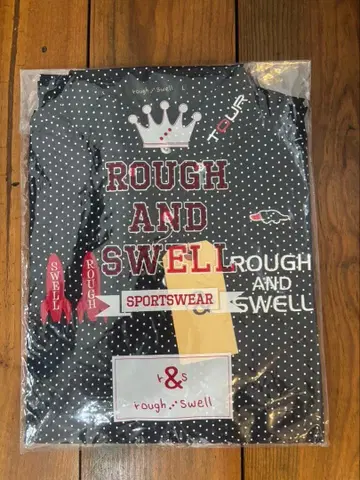 rough & swell L
TOUR
ROUGH
AND
SWELL
SPORTSWEAR
SWELL
ROUGH
ROUGH
AND
SWELL
&
r&s
rough swell